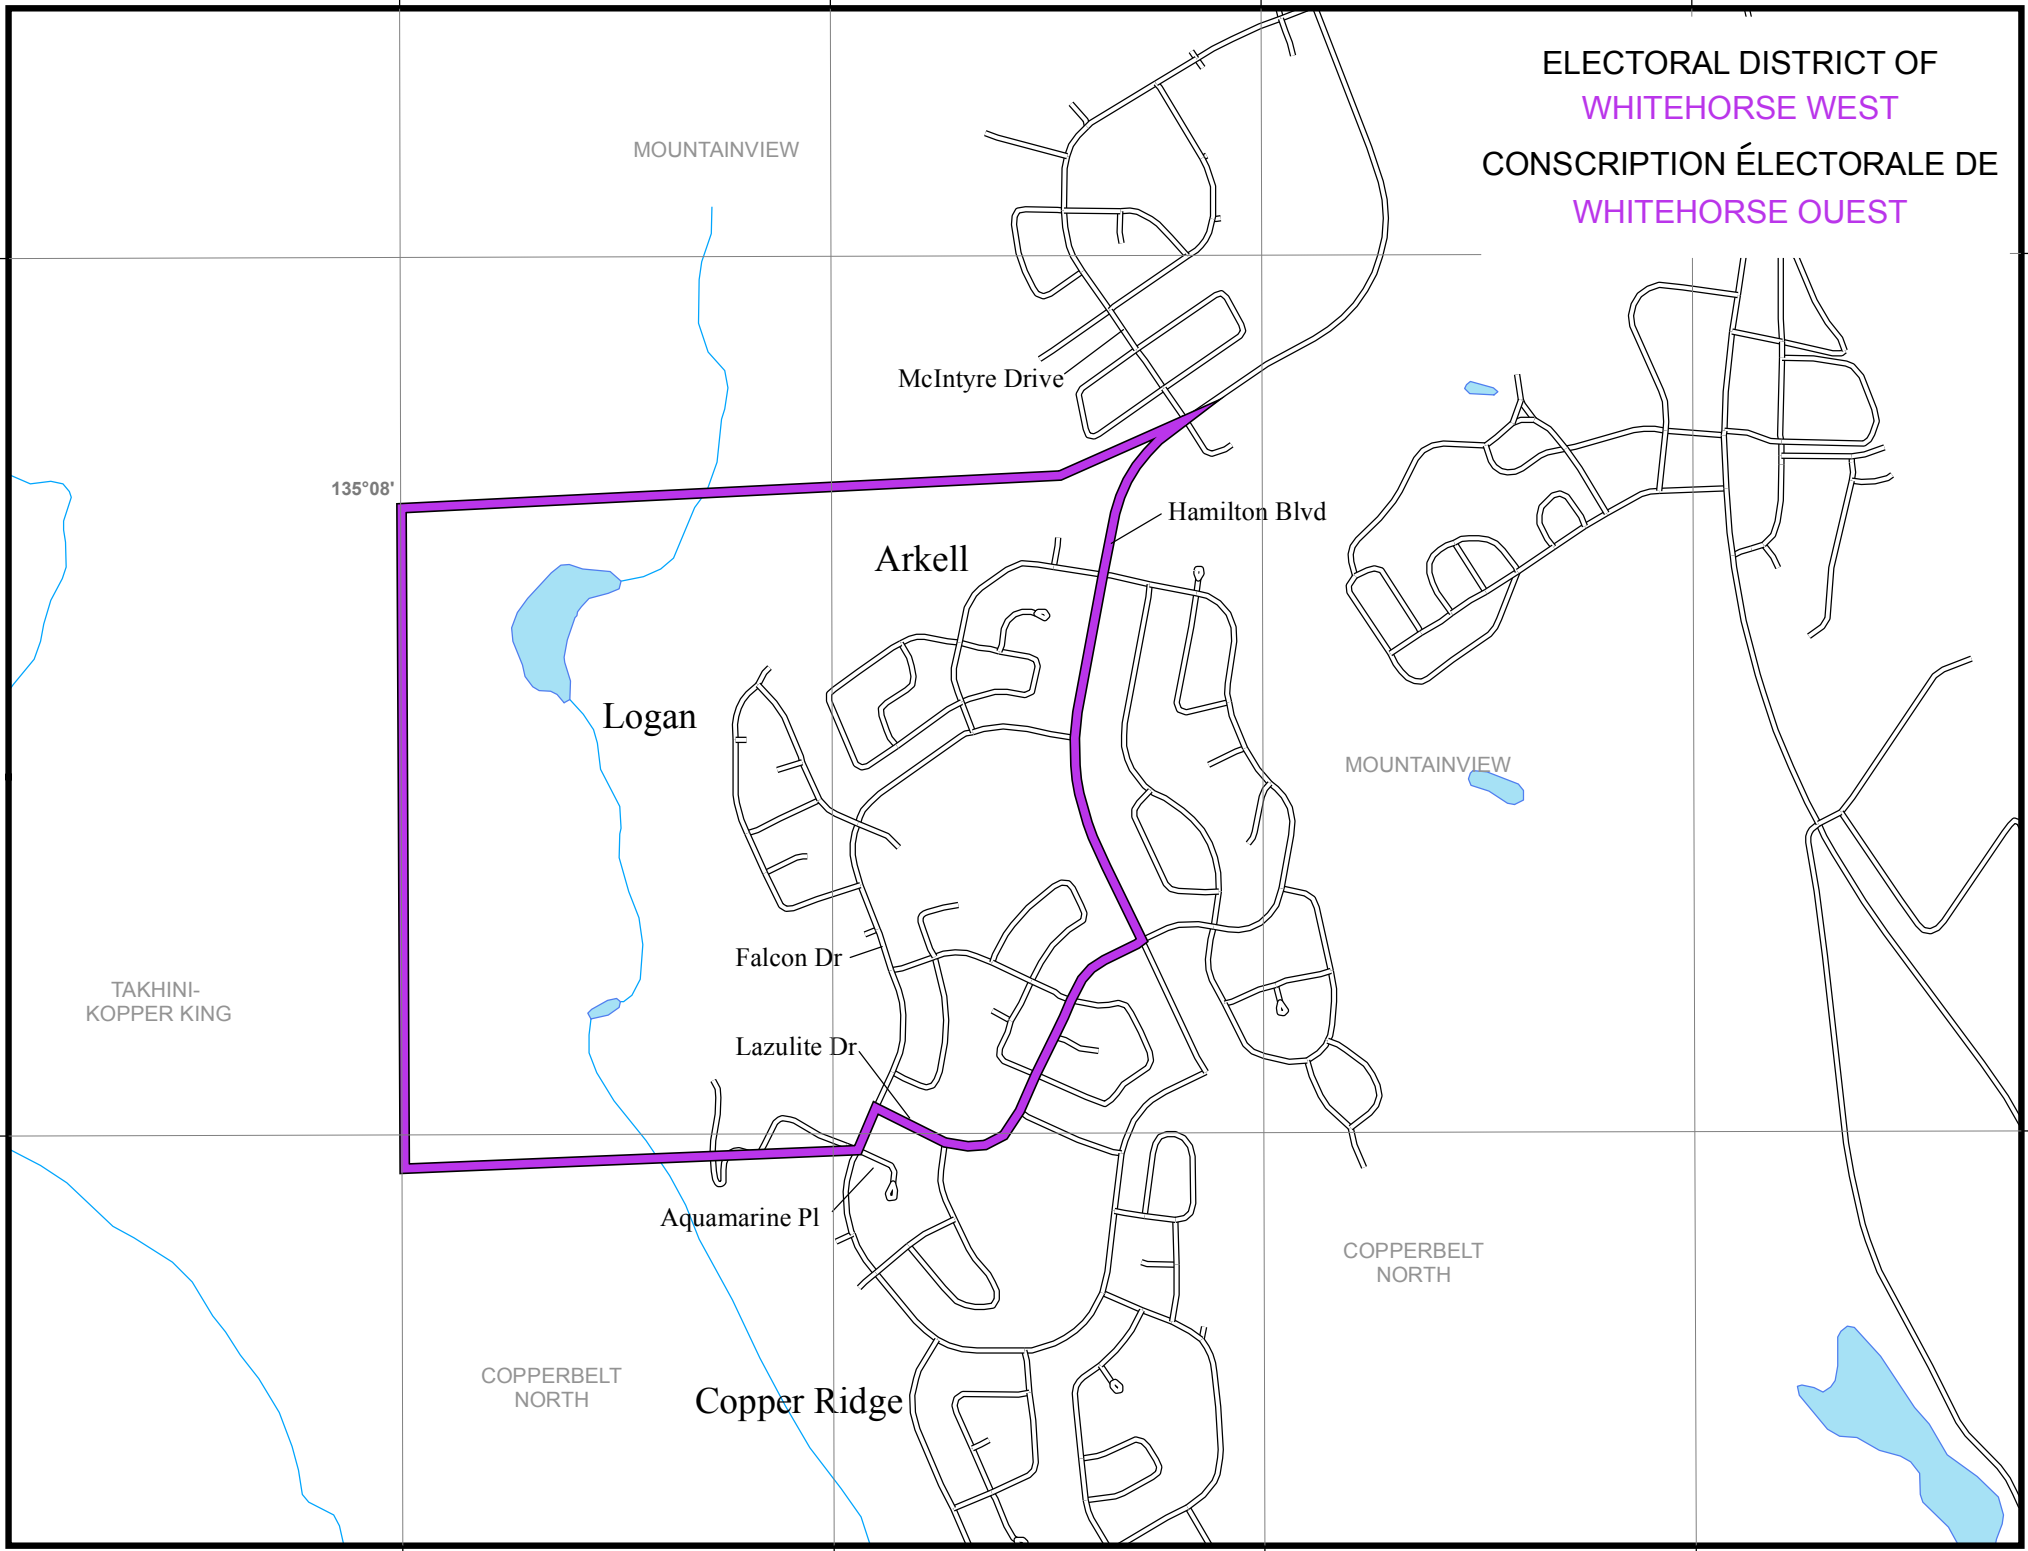 ELECTORAL DISTRICT OF
WHITEHORSE WEST
CONSCRIPTION ÉLECTORALE DE
WHITEHORSE OUEST
MOUNTAINVIEW
McIntyre Drive
135°08'
Hamilton Blvd
Arkell
Logan
MOUNTAINVIEW
Falcon Dr
TAKHINI-
KOPPER KING
Lazulite Dr
Aquamarine Pl
COPPERBELT
NORTH
COPPERBELT
NORTH
Copper Ridge